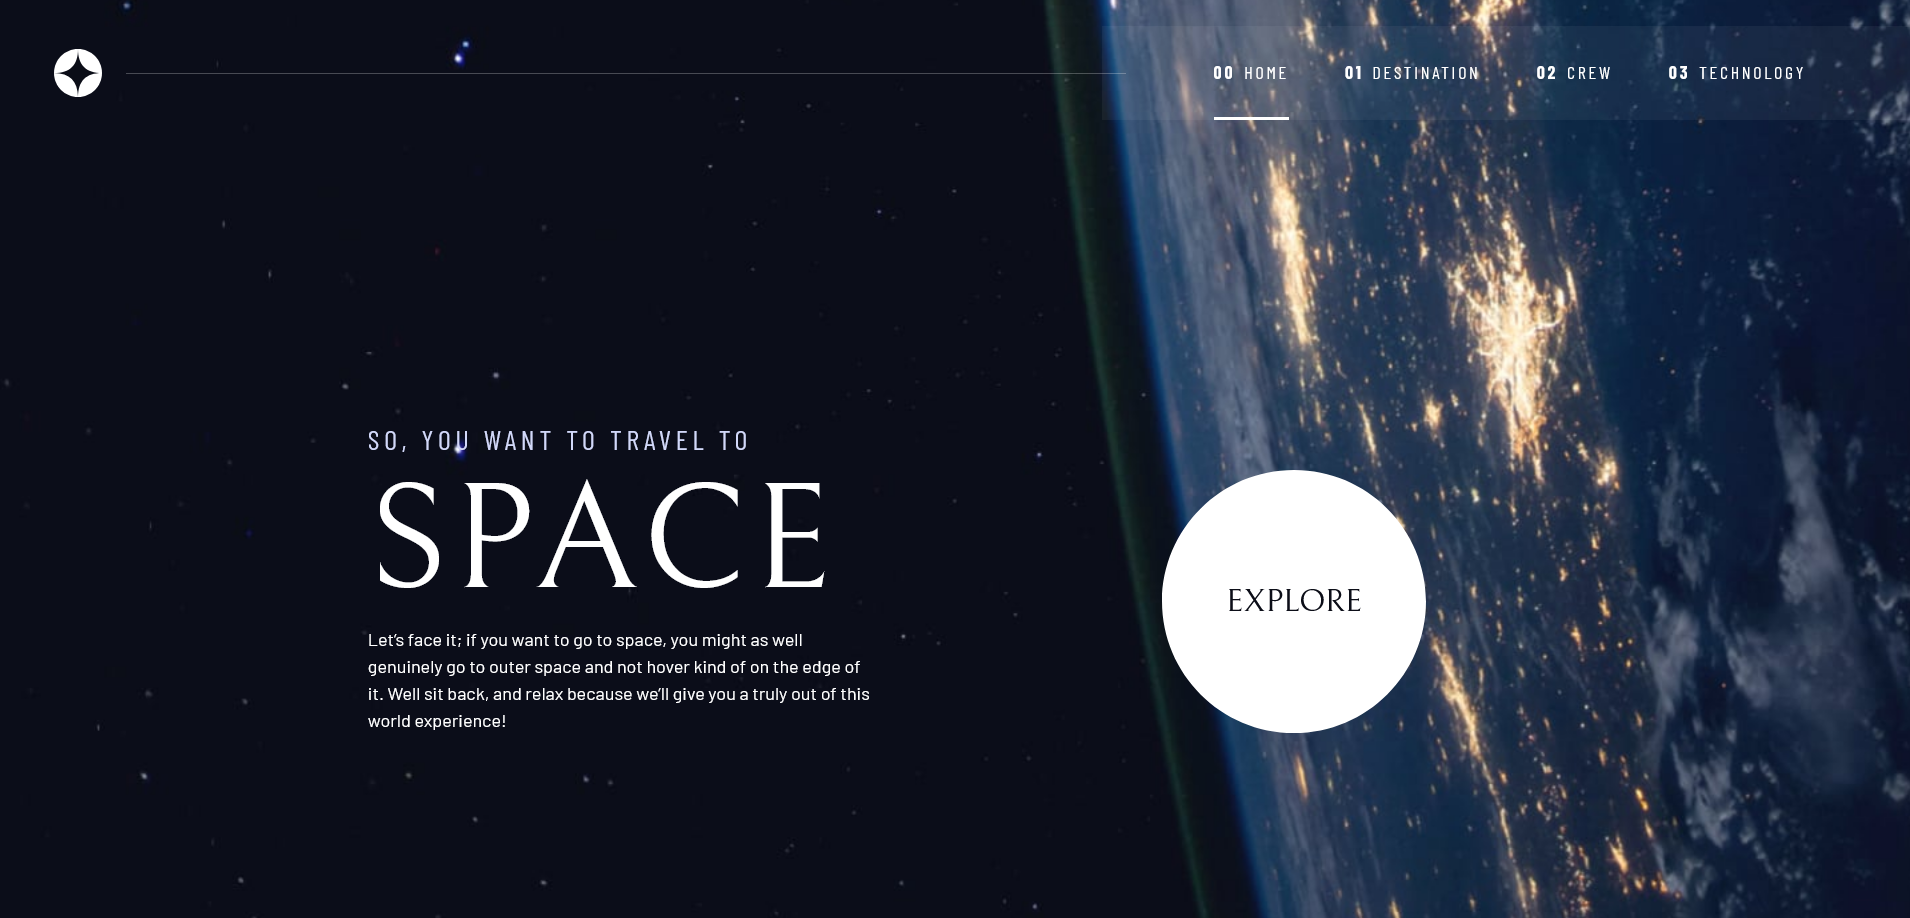 00 HOME 01 DESTINATION 02 CREW 03 TECHNOLOGY
SO, YOU WANT TO TRAVEL TO
SPACE
Let’s face it; if you want to go to space, you might as well
genuinely go to outer space and not hover kind of on the edge of
it. Well sit back, and relax because we’ll give you a truly out of this
world experience!
EXPLORE